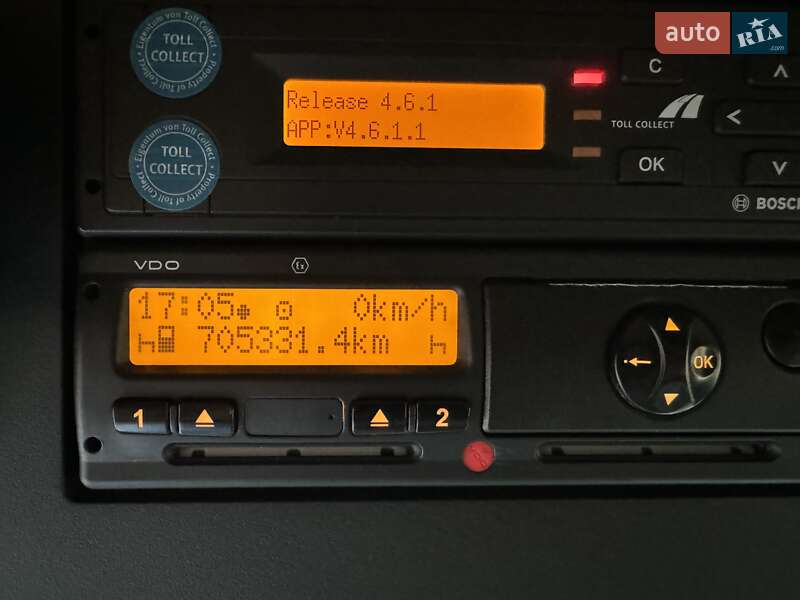 auto RIA .com
Eigentum von Toll Collect
TOLL
COLLECT
Property of Toll Collect
C
Release 4.6.1
APP:V4.6.1.1
TOLL COLLECT
OK
BOSCH
Eigentum von Toll Collect
TOLL
COLLECT
Property of Toll Collect
VDO
Ex
17:05 0km/h
705331.4km
OK
1
2